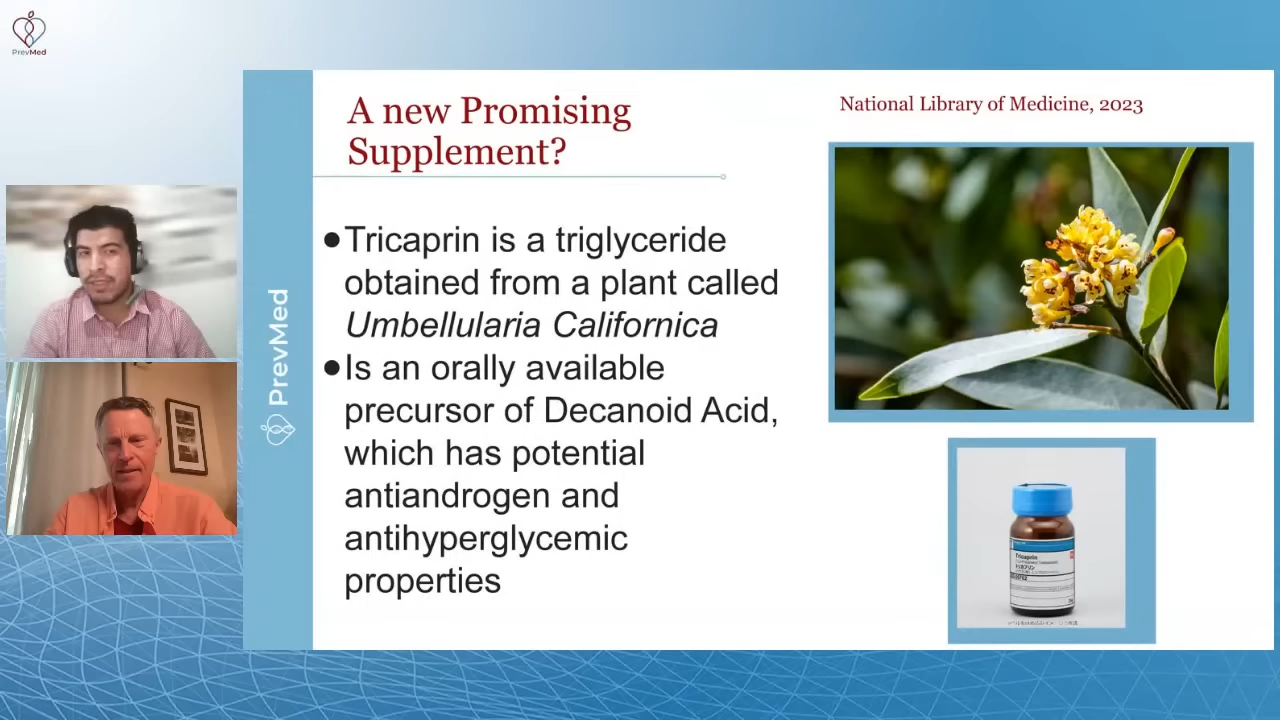 PrevMed
A new Promising
Supplement?
National Library of Medicine, 2023
●Tricaprin is a triglyceride
obtained from a plant called
Umbellularia Californica
●Is an orally available
precursor of Decanoid Acid,
which has potential
antiandrogen and
antihyperglycemic
properties
PrevMed
Tricaprin